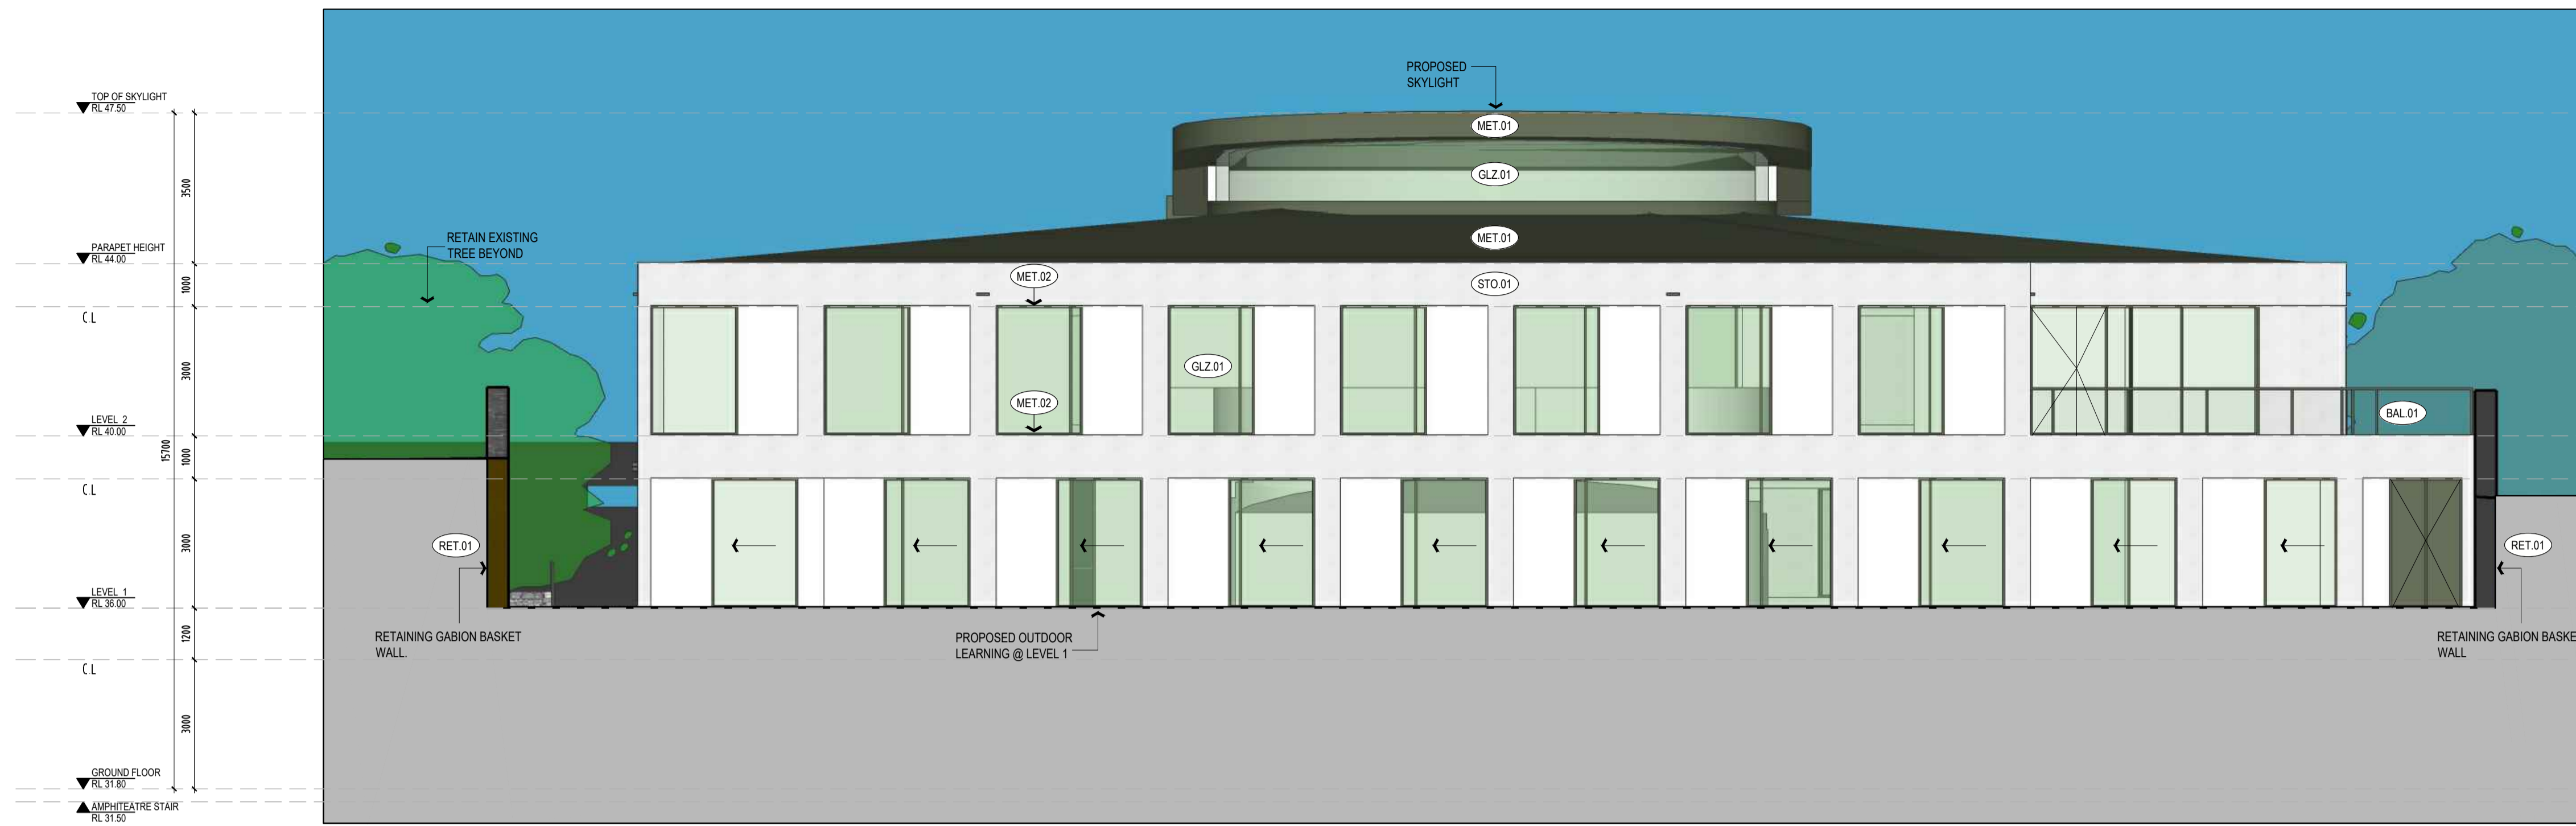 PROPOSED
SKYLIGHT
TOP OF SKYLIGHT
RL 47.50
MET.01
GLZ.01
3500
RETAIN EXISTING
TREE BEYOND
MET.01
PARAPET HEIGHT
RL 44.00
MET.02
STO.01
1000
C.L
GLZ.01
3000
MET.02
BAL.01
LEVEL 2
RL 40.00
15700
1000
C.L
RET.01
3000
RET.01
LEVEL 1
RL 36.00
1200
RETAINING GABION BASKET
WALL.
PROPOSED OUTDOOR
LEARNING @ LEVEL 1
RETAINING GABION BASKE
WALL
C.L
3000
GROUND FLOOR
RL 31.80
AMPHITEATRE STAIR
RL 31.50